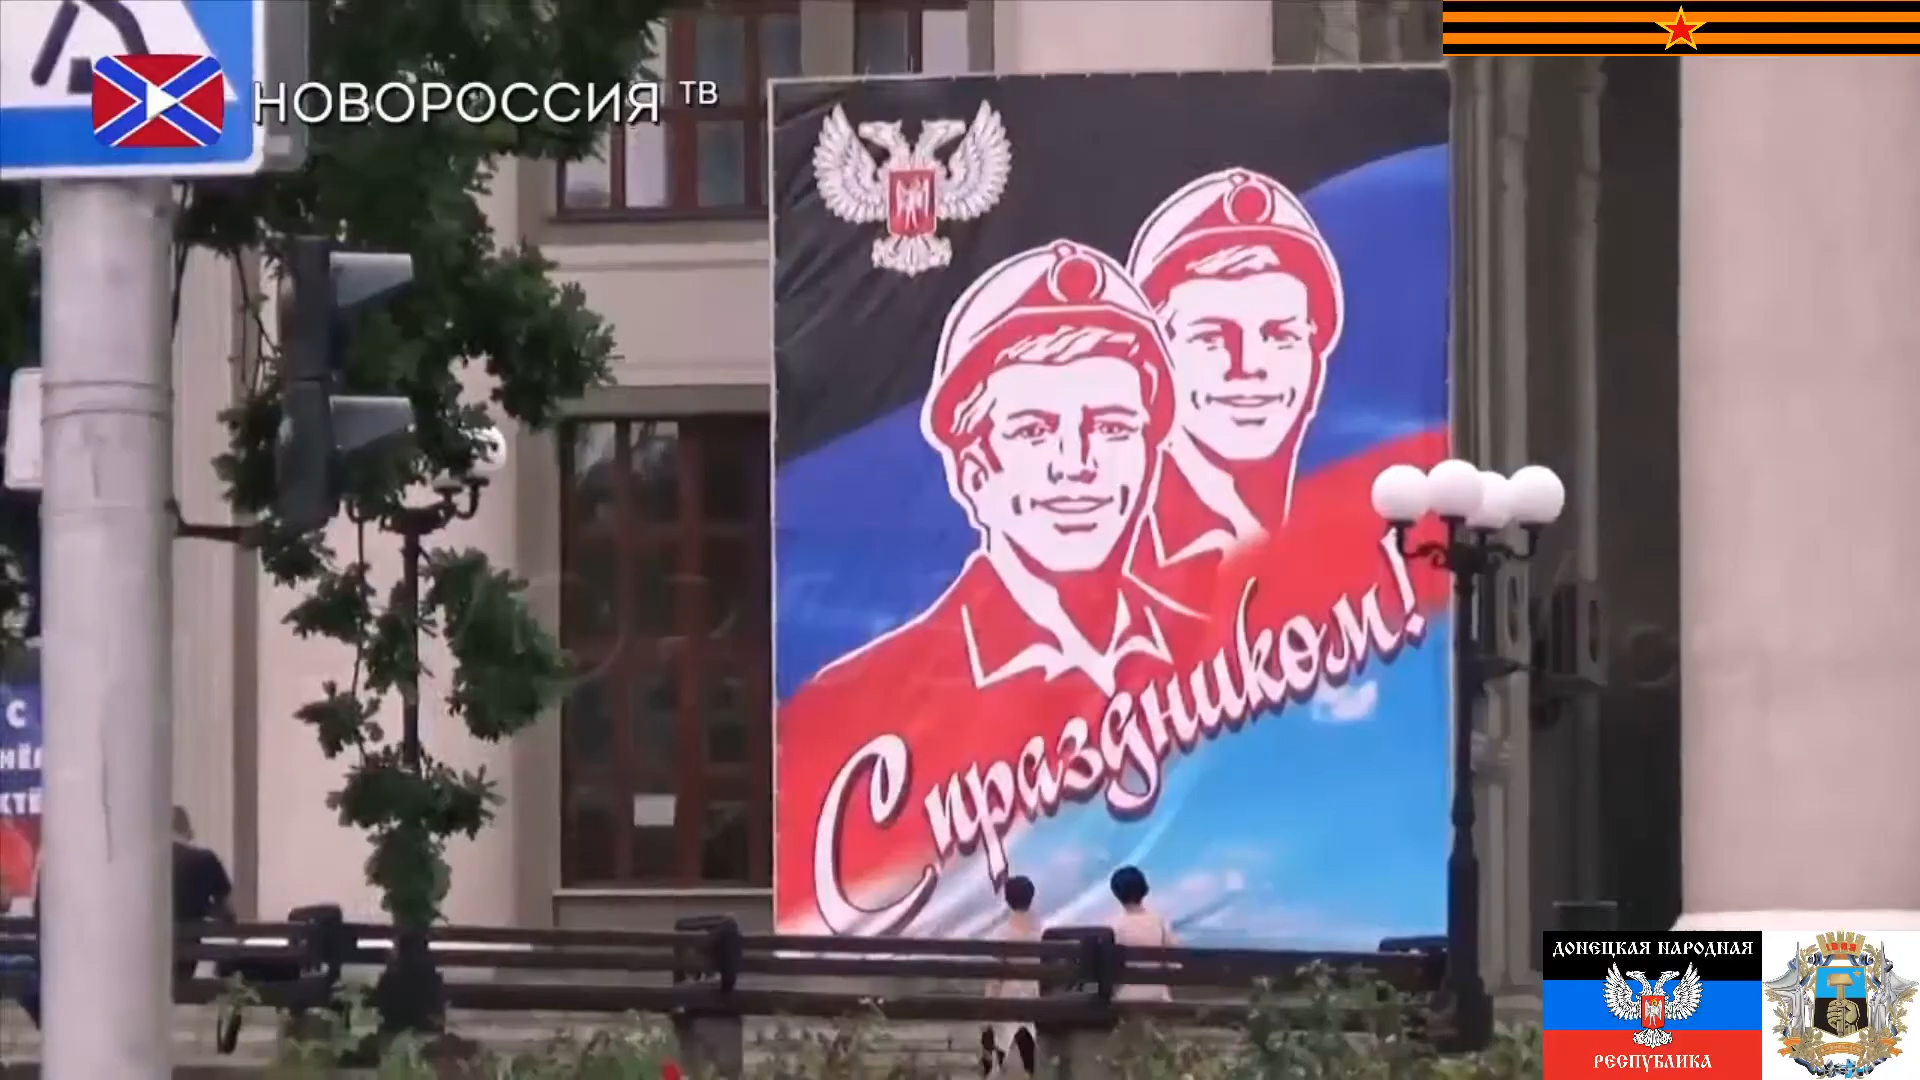 НОВОРОССИЯ ТВ
С праздником!
С
ДОНЕЦКАЯ НАРОДНАЯ
РЕСПУБЛИКА